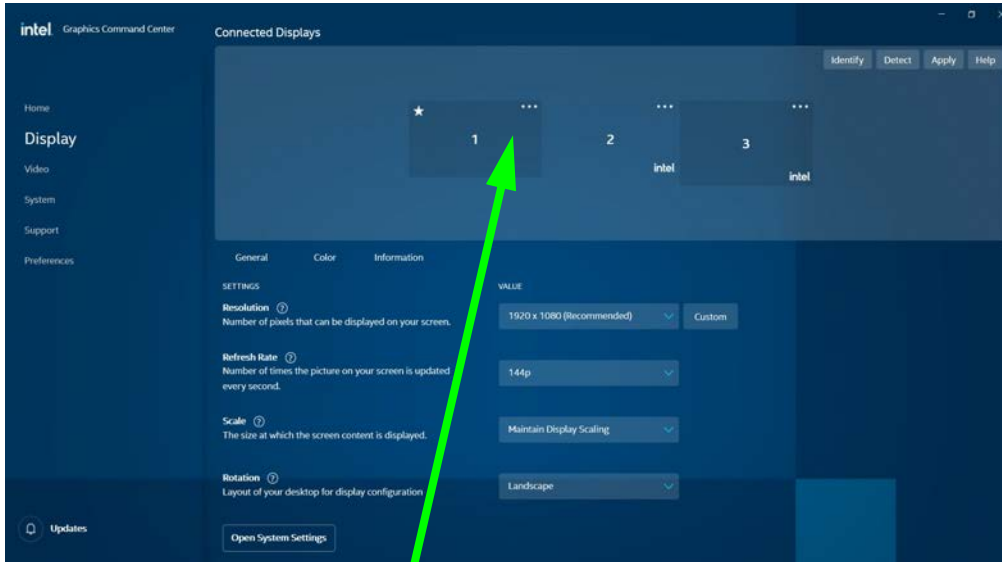 intel Graphics Command Center
Connected Displays
Identify Detect Apply Help
Home
Display
Video
System
Support
Preferences
1
2
intel
3
intel
General Color Information
SETTINGS VALUE
Resolution ?
Number of pixels that can be displayed on your screen.
1920 x 1080 (Recommended) Custom
Refresh Rate ?
Number of times the picture on your screen is updated
every second.
144p
Scale ?
The size at which the screen content is displayed.
Maintain Display Scaling
Rotation ?
Layout of your desktop for display configuration
Landscape
Updates
Open System Settings